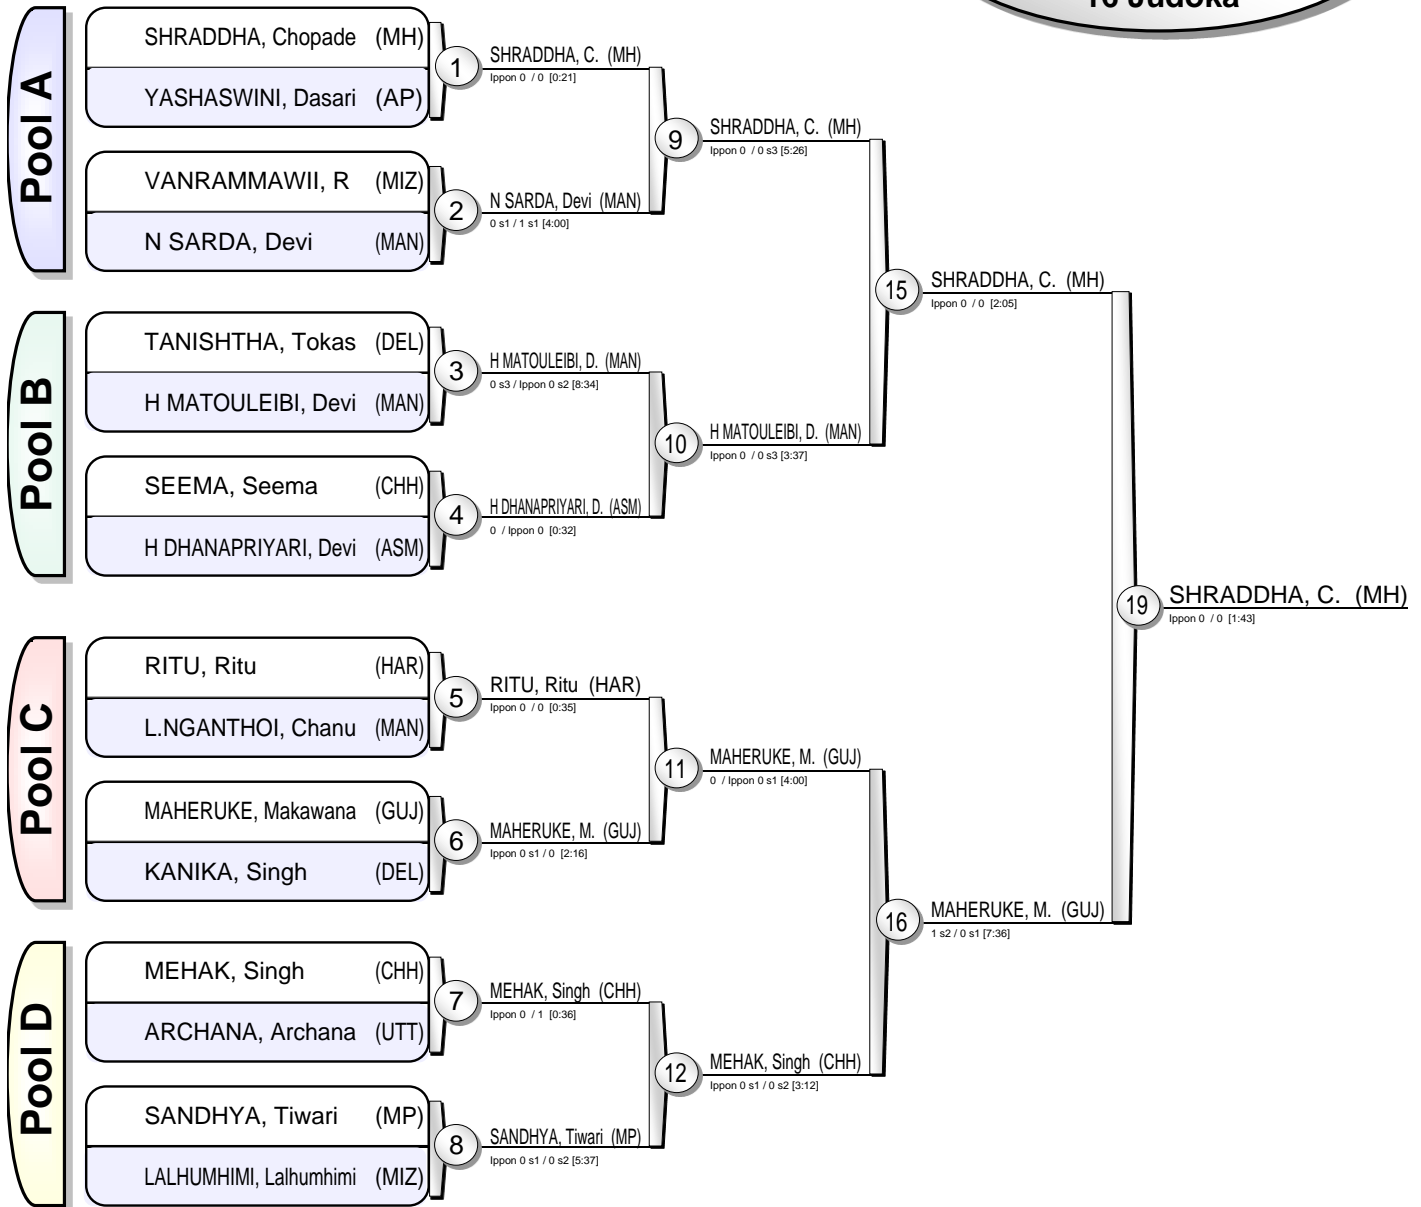 16 Judoka
Pool A
SHRADDHA, Chopade (MH)
YASHASWINI, Dasari (AP)
1
SHRADDHA, C. (MH)
Ippon 0 / 0 [0:21]
VANRAMMAWII, R (MIZ)
N SARDA, Devi (MAN)
2
N SARDA, Devi (MAN)
0 s1 / 1 s1 [4:00]
9
SHRADDHA, C. (MH)
Ippon 0 / 0 s3 [5:26]
Pool B
TANISHTHA, Tokas (DEL)
H MATOULEIBI, Devi (MAN)
3
H MATOULEIBI, D. (MAN)
0 s3 / Ippon 0 s2 [8:34]
SEEMA, Seema (CHH)
H DHANAPRIYARI, Devi (ASM)
4
H DHANAPRIYARI, D. (ASM)
0 / Ippon 0 [0:32]
10
H MATOULEIBI, D. (MAN)
Ippon 0 / 0 s3 [3:37]
15
SHRADDHA, C. (MH)
Ippon 0 / 0 [2:05]
Pool C
RITU, Ritu (HAR)
L.NGANTHOI, Chanu (MAN)
5
RITU, Ritu (HAR)
Ippon 0 / 0 [0:35]
MAHERUKE, Makawana (GUJ)
KANIKA, Singh (DEL)
6
MAHERUKE, M. (GUJ)
Ippon 0 s1 / 0 [2:16]
11
MAHERUKE, M. (GUJ)
0 / Ippon 0 s1 [4:00]
Pool D
MEHAK, Singh (CHH)
ARCHANA, Archana (UTT)
7
MEHAK, Singh (CHH)
Ippon 0 / 1 [0:36]
SANDHYA, Tiwari (MP)
LALHUMHIMI, Lalhumhimi (MIZ)
8
SANDHYA, Tiwari (MP)
Ippon 0 s1 / 0 s2 [5:37]
12
MEHAK, Singh (CHH)
Ippon 0 s1 / 0 s2 [3:12]
16
MAHERUKE, M. (GUJ)
1 s2 / 0 s1 [7:36]
19
SHRADDHA, C. (MH)
Ippon 0 / 0 [1:43]